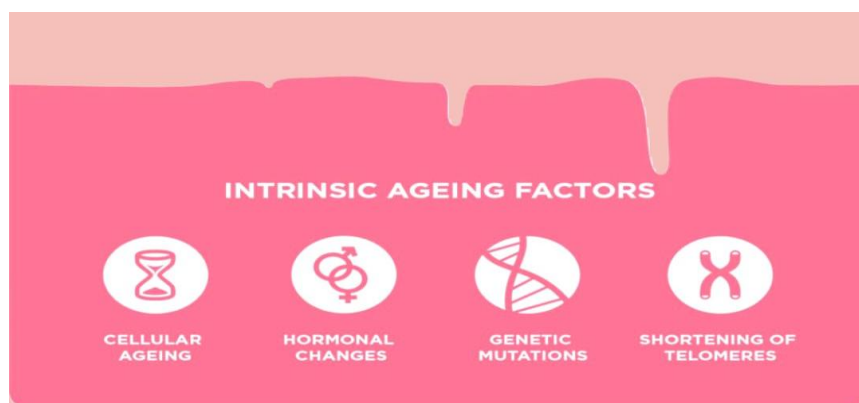 INTRINSIC AGEING FACTORS
CELLULAR
AGEING
HORMONAL
CHANGES
GENETIC
MUTATIONS
SHORTENING OF
TELOMERES